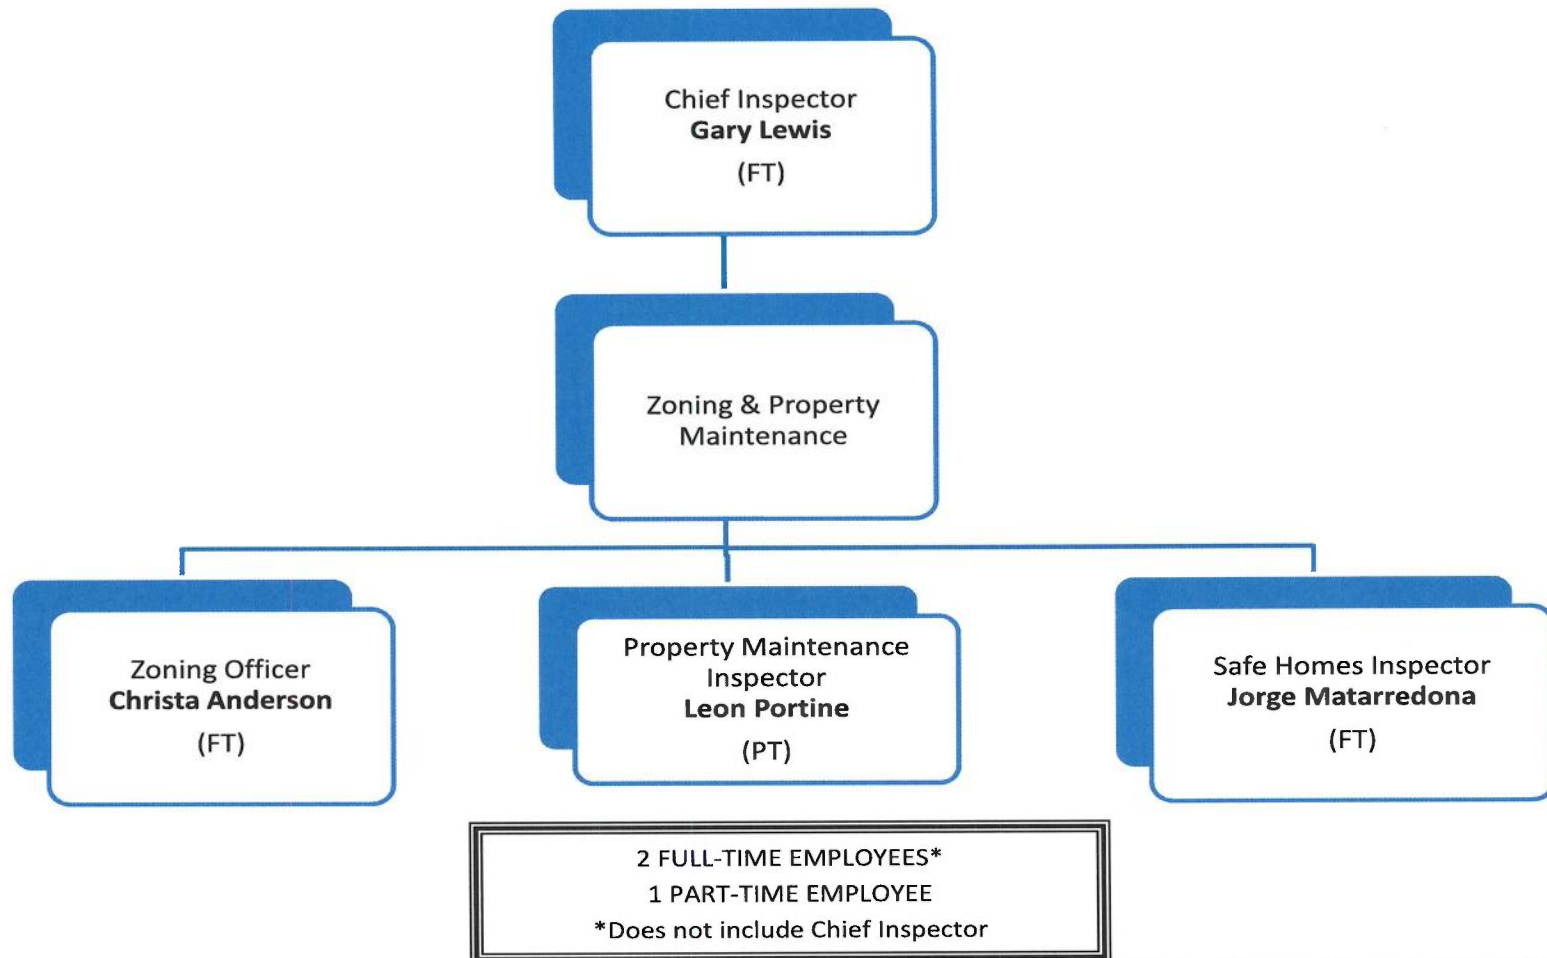 Chief Inspector
Gary Lewis
(FT)
Zoning & Property
Maintenance
Zoning Officer
Christa Anderson
(FT)
Property Maintenance
Inspector
Leon Portine
(PT)
Safe Homes Inspector
Jorge Matarredona
(FT)
2 FULL-TIME EMPLOYEES*
1 PART-TIME EMPLOYEE
*Does not include Chief Inspector